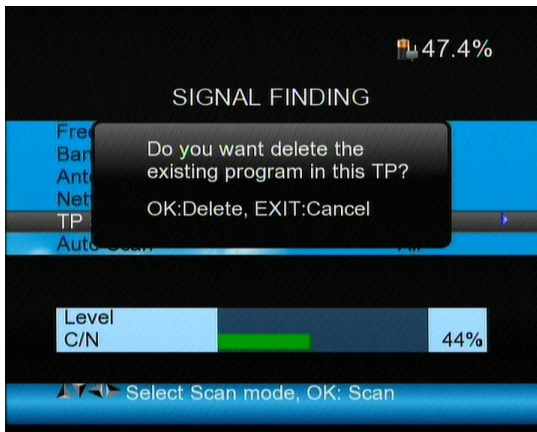 47.4%
SIGNAL FINDING
Do you want delete the
existing program in this TP?
OK:Delete, EXIT:Cancel
TP
Level
C/N 44%
Select Scan mode, OK: Scan